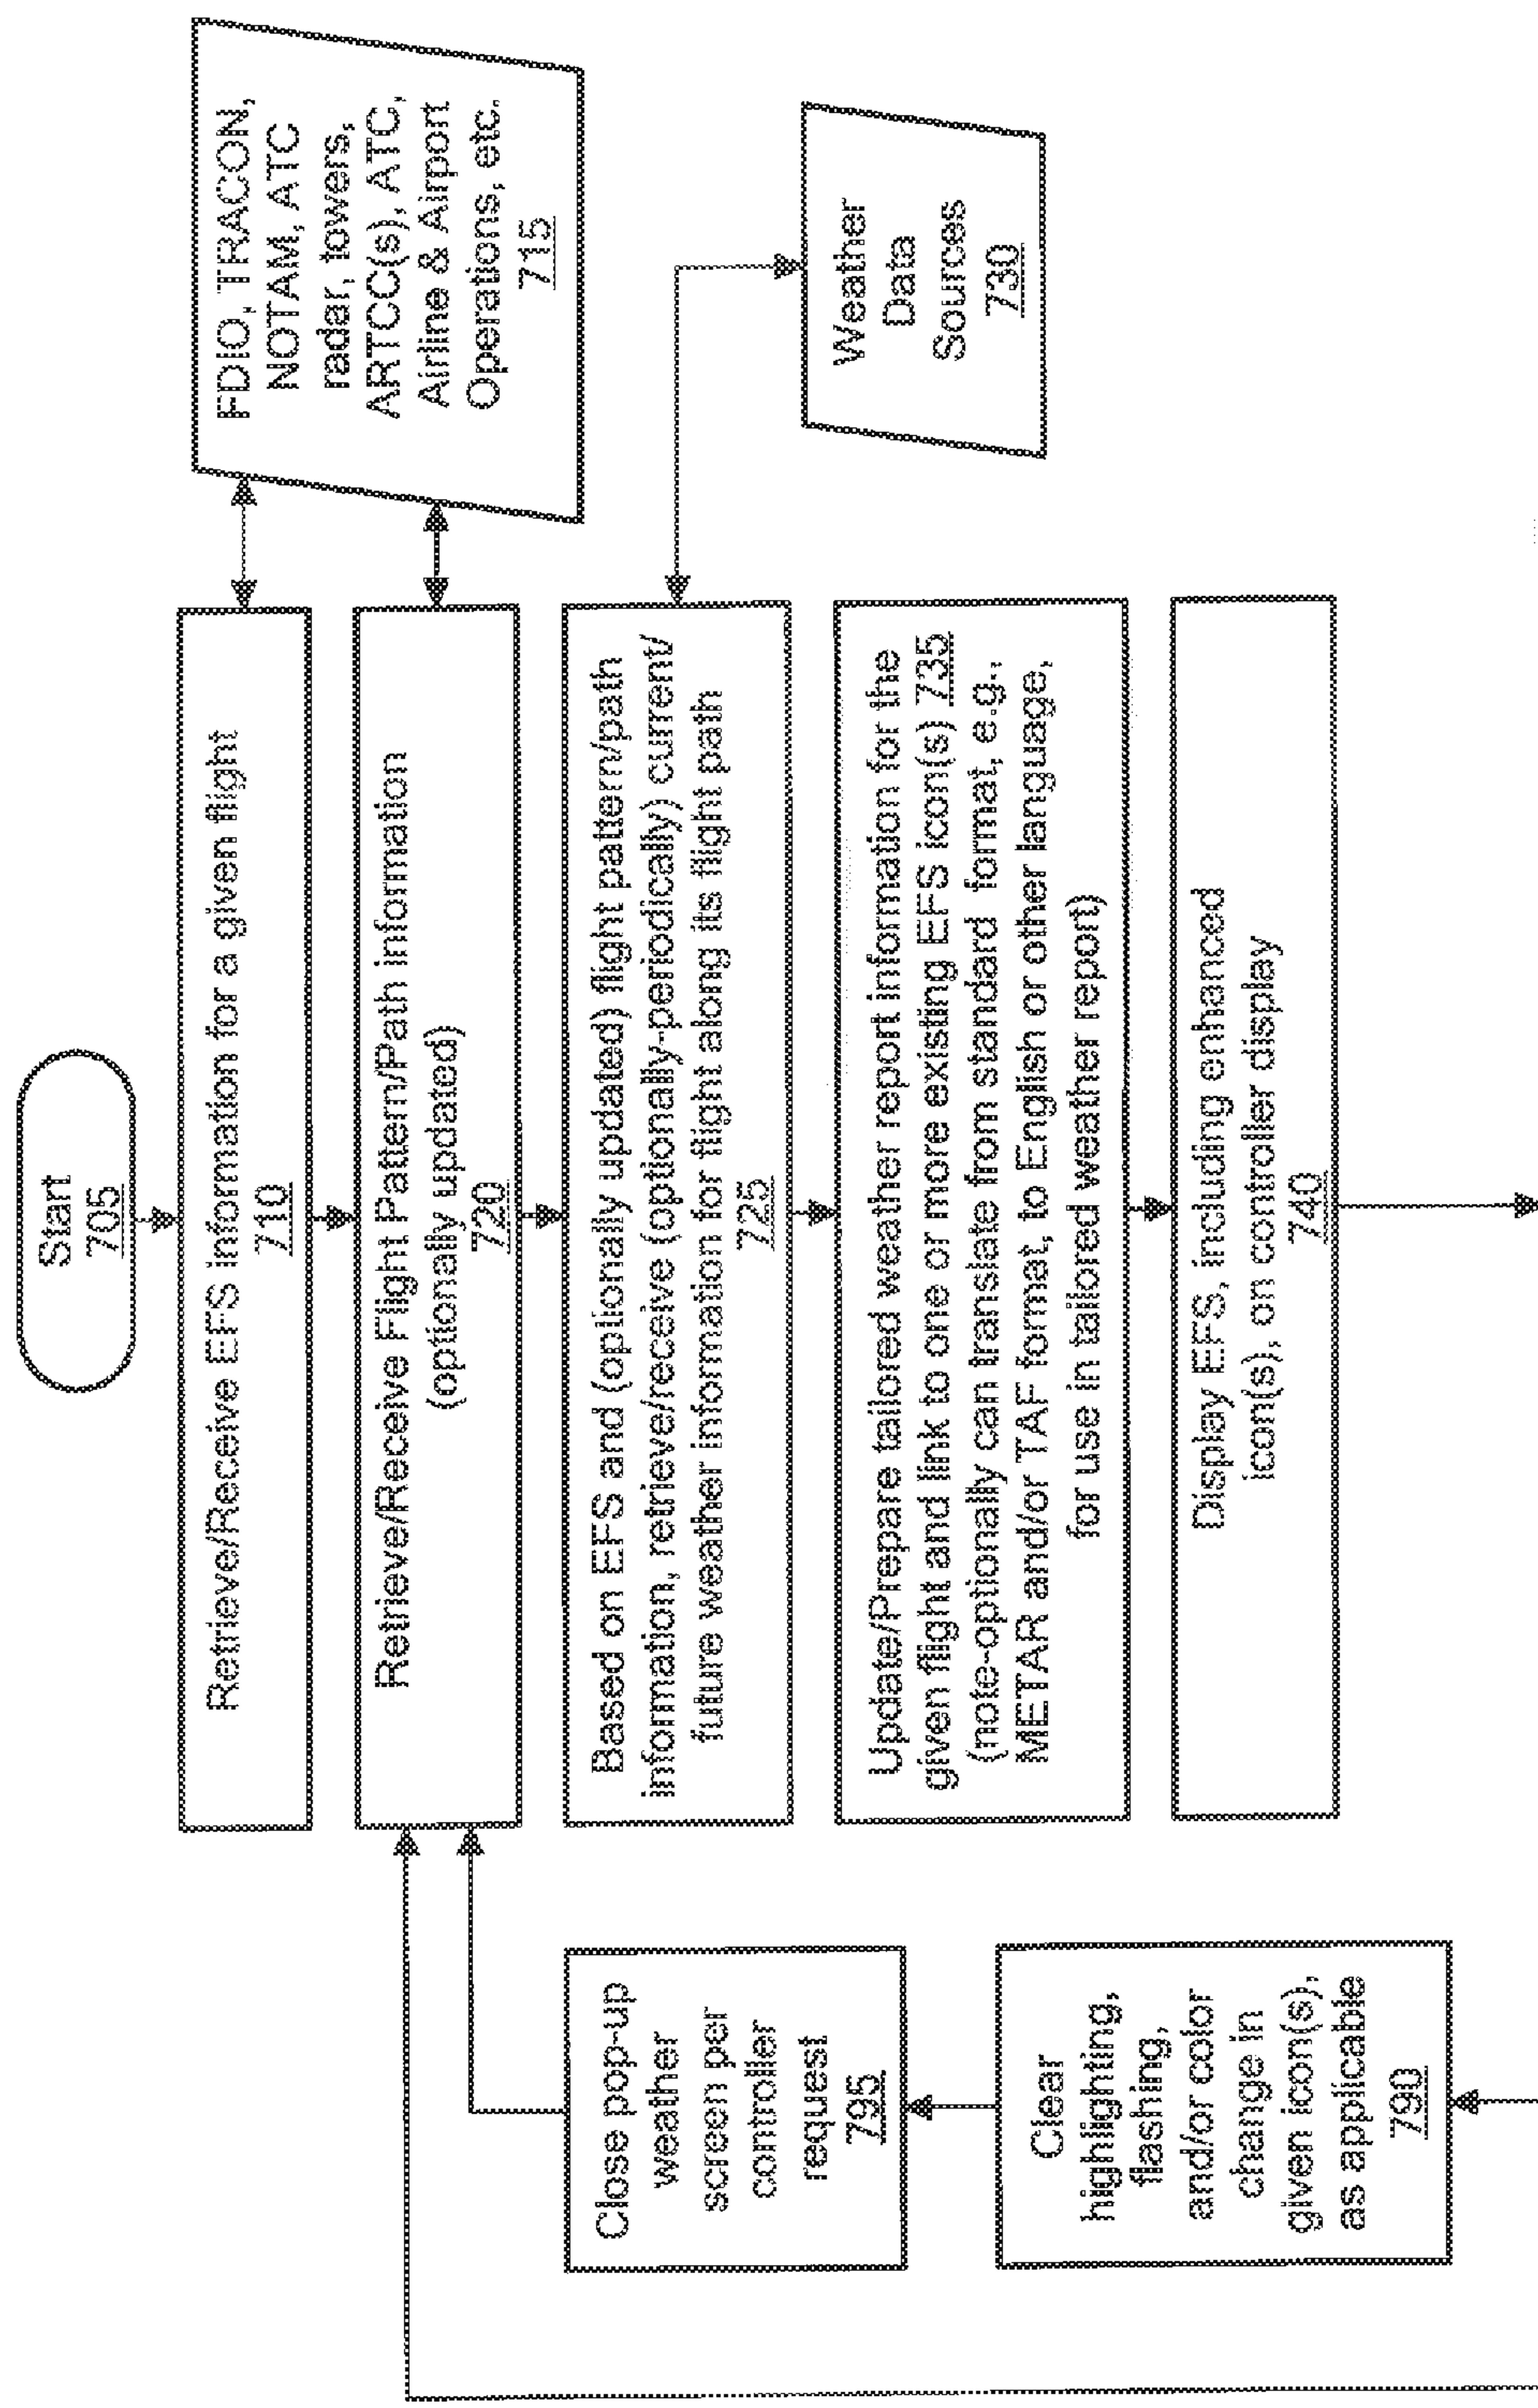 Start
705
Retrieve/Receive EFS information for a given flight
710
FDIO, TRACON,
NOTAM, ATC
radar, towers,
ARTCC(s), ATC,
Airline & Airport
Operations, etc.
715
Retrieve/Receive Flight Pattern/Path information
(optionally updated)
720
Based on EFS and (optionally updated) flight pattern/path
information, retrieve/receive (optionally-periodically) current/
future weather information for flight along its flight path
725
Weather
Data
Sources
730
Update/Prepare tailored weather report information for the
given flight and link to one or more existing EFS icon(s) 735
(note-optionally can translate from standard format, e.g.,
METAR and/or TAF format, to English or other language,
for use in tailored weather report)
Display EFS, including enhanced
icon(s), on controller display
740
Close pop-up
weather
screen per
controller
request
795
Clear
highlighting,
flashing,
and/or color
change in
given icon(s),
as applicable
790